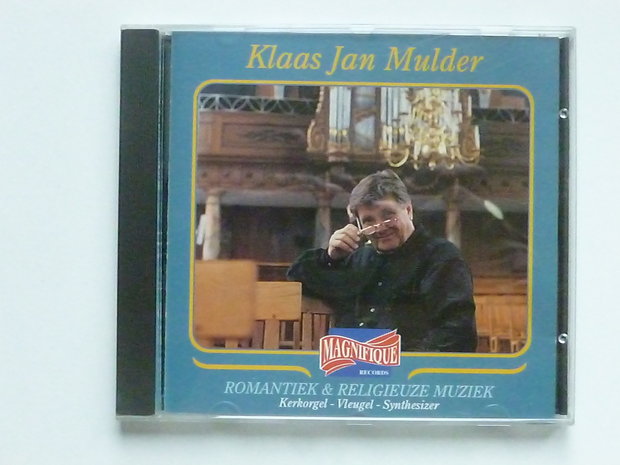 Klaas Jan Mulder
MAGNIFIQUE
RECORDS
ROMANTIEK & RELIGIEUZE MUZIEK
Kerkorgel - Vleugel - Synthesizer